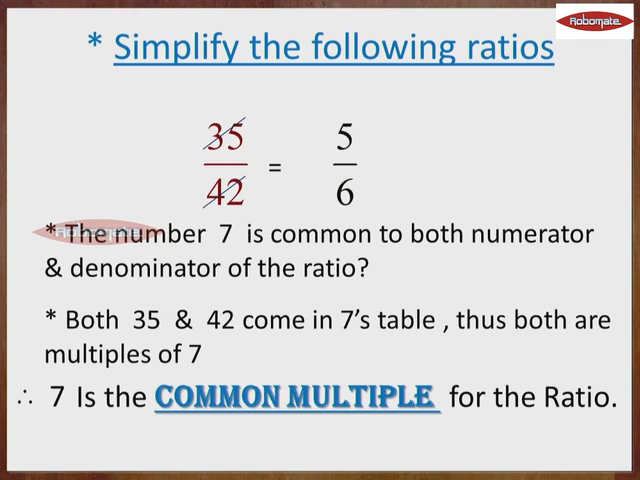 Robomate
* Simplify the following ratios
35/42 = 5/6
Robomate
* The number 7 is common to both numerator
& denominator of the ratio?
* Both 35 & 42 come in 7’s table , thus both are
multiples of 7
∴ 7 Is the COMMON MULTIPLE for the Ratio.